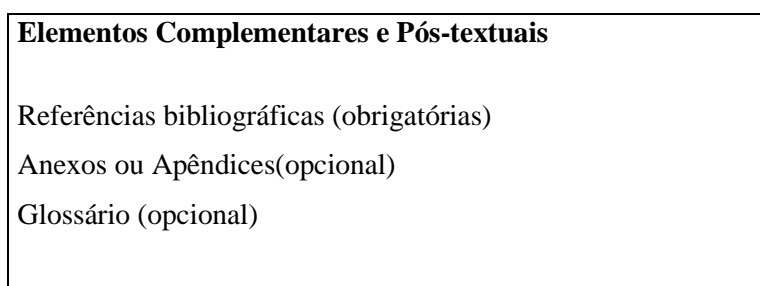 Elementos Complementares e Pós-textuais
Referências bibliográficas (obrigatórias)
Anexos ou Apêndices(opcional)
Glossário (opcional)